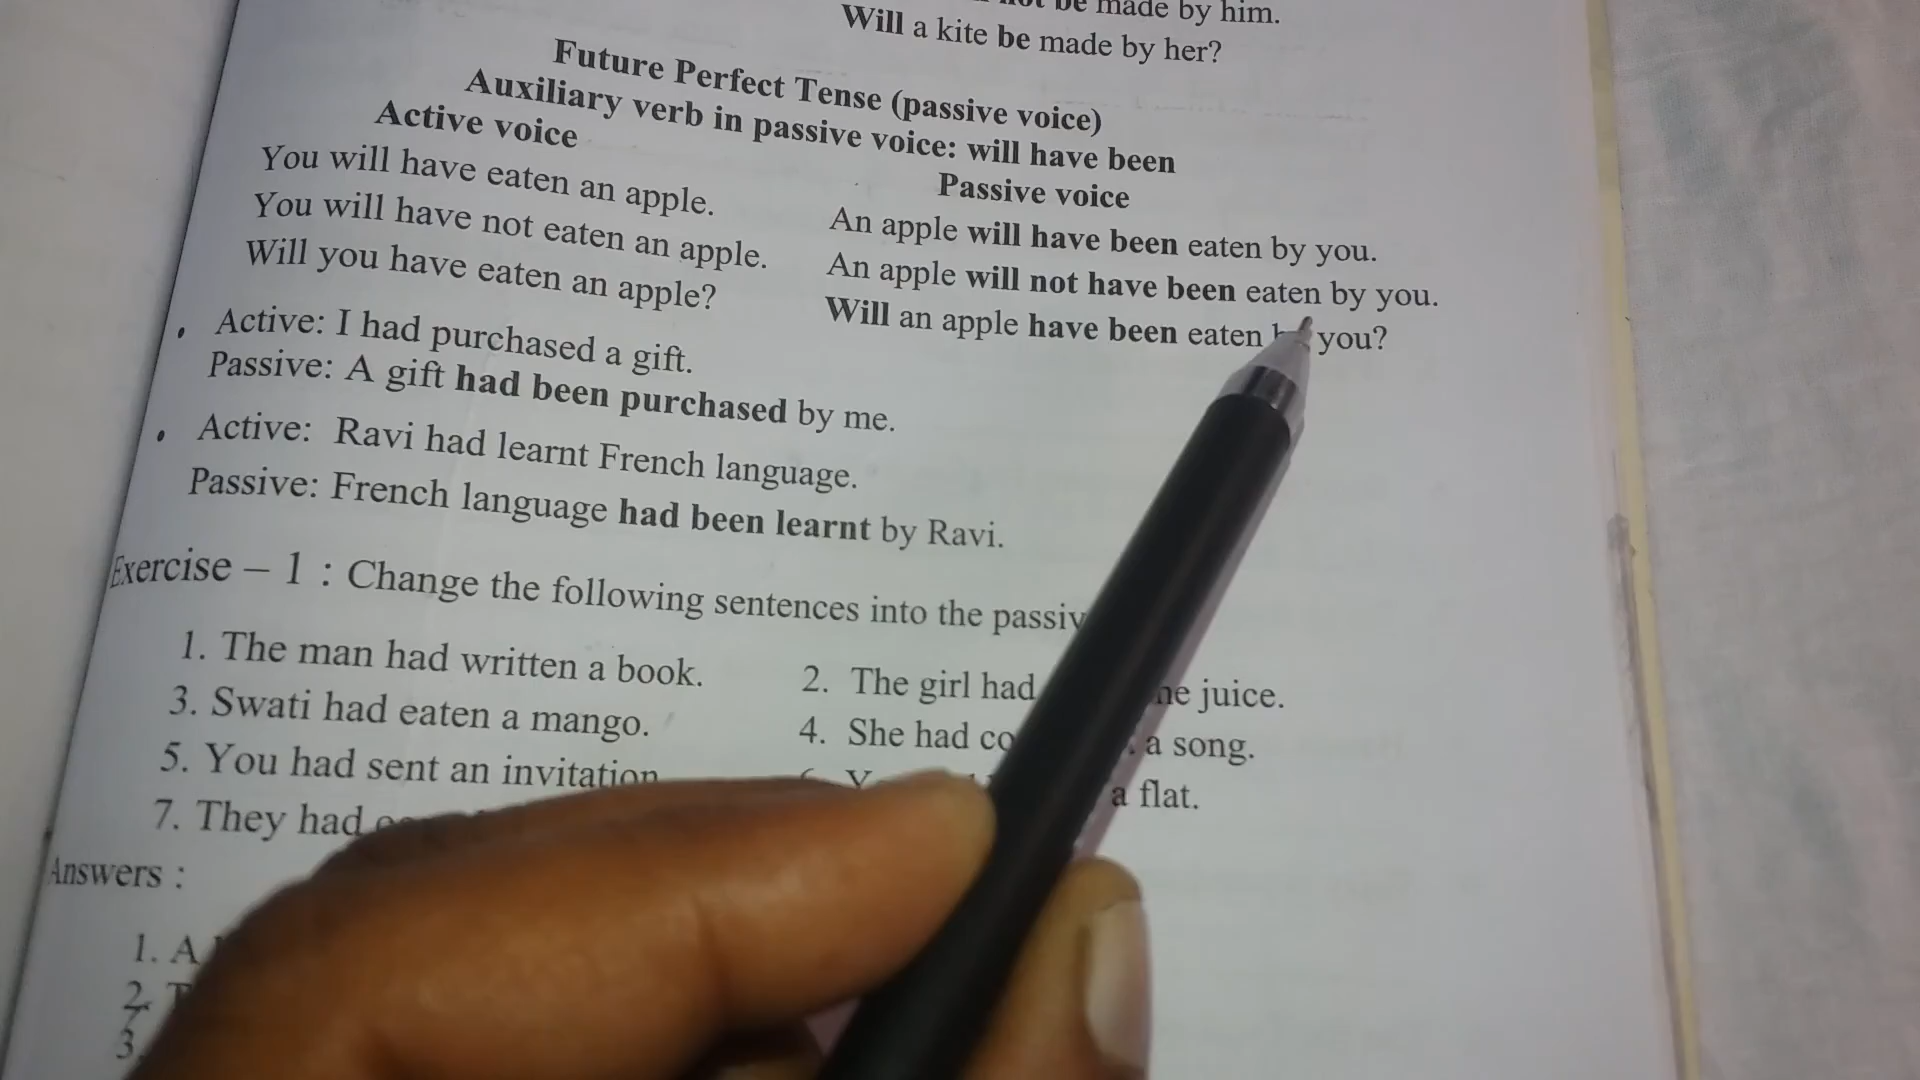 be made by him.
Will a kite be made by her?
Future Perfect Tense (passive voice)
Auxiliary verb in passive voice: will have been
Active voice
Passive voice
You will have eaten an apple.
An apple will have been eaten by you.
You will have not eaten an apple.
An apple will not have been eaten by you.
Will you have eaten an apple?
Will an apple have been eaten you?
Active: I had purchased a gift.
Passive: A gift had been purchased by me.
Active: Ravi had learnt French language.
Passive: French language had been learnt by Ravi.
Exercise – 1 : Change the following sentences into the
1. The man had written a book.
2. The girl had juice.
3. Swati had eaten a mango.
4. She had a song.
5. You had sent an invitation
a flat.
7. They had
Answers :
1. A
2.
3.